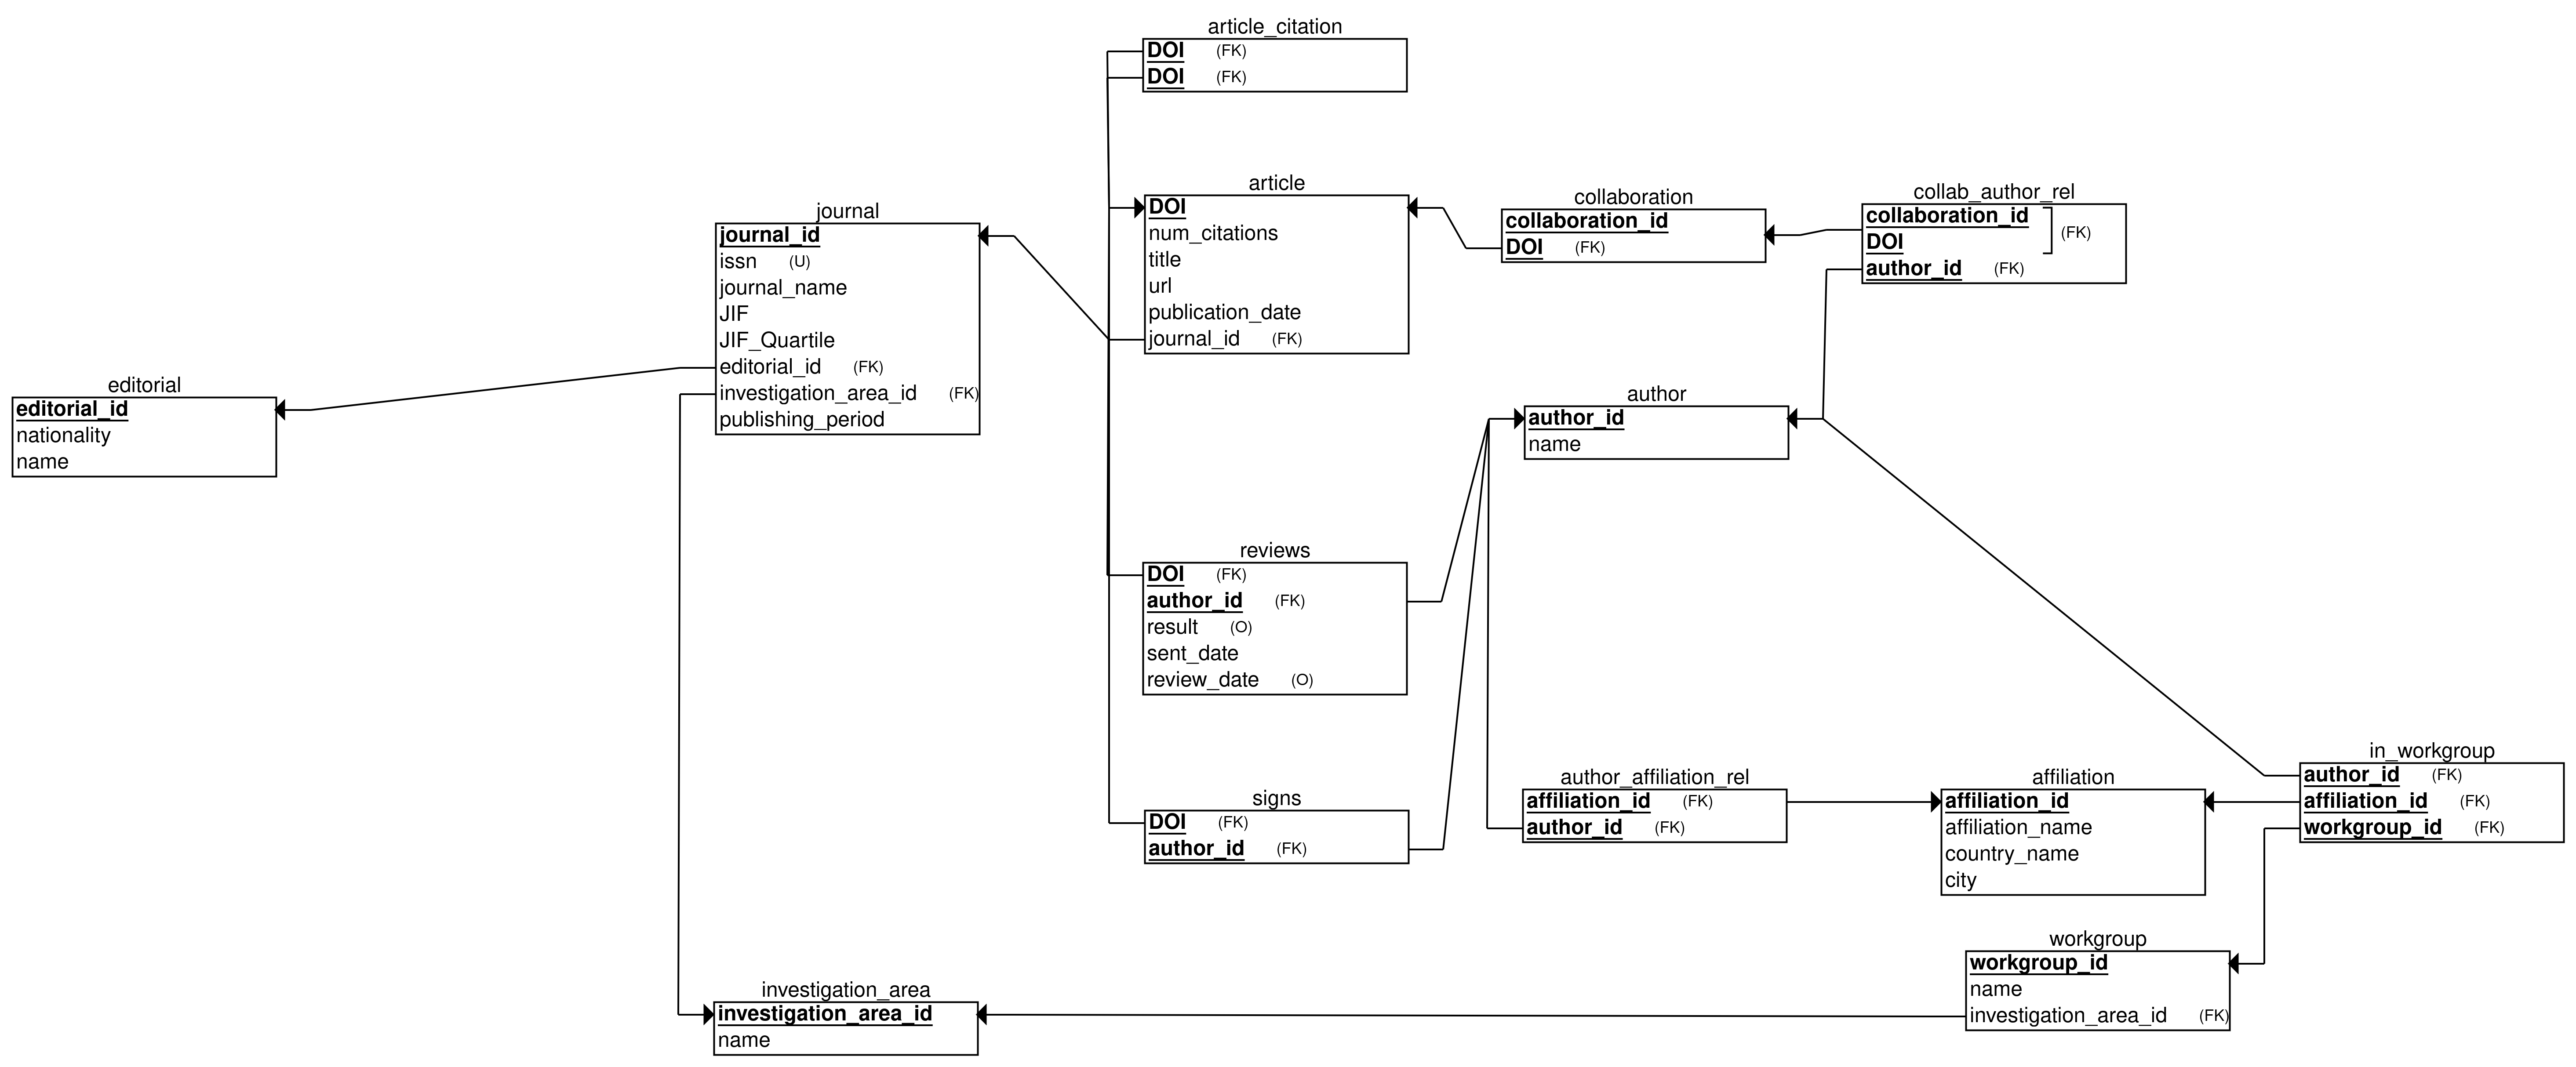 article_citation
DOI (FK)
DOI (FK)
article
DOI
num_citations
title
url
publication_date
journal_id (FK)
collaboration
collaboration_id
DOI (FK)
collab_author_rel
collaboration_id
DOI
(FK)
author_id (FK)
journal
journal_id
issn (U)
journal_name
JIF
JIF_Quartile
editorial_id (FK)
investigation_area_id (FK)
publishing_period
editorial
editorial_id
nationality
name
author
author_id
name
reviews
DOI (FK)
author_id (FK)
result (O)
sent_date
review_date (O)
signs
DOI (FK)
author_id (FK)
author_affiliation_rel
affiliation_id (FK)
author_id (FK)
affiliation
affiliation_id
affiliation_name
country_name
city
in_workgroup
author_id (FK)
affiliation_id (FK)
workgroup_id (FK)
workgroup
workgroup_id
name
investigation_area_id (FK)
investigation_area
investigation_area_id
name